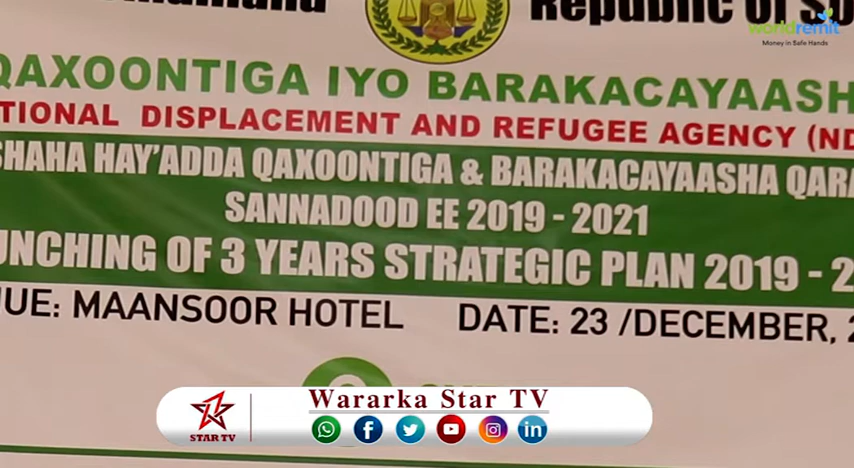 Republic of
worldremit
Money in Safe Hands
QAXOONTIGA IYO BARAKACAYAASH
TIONAL DISPLACEMENT AND REFUGEE AGENCY (ND
SHAHA HAY'ADDA QAXOONTIGA & BARAKACAYAASHA QARA
SANNADOOD EE 2019 - 2021
UNCHING OF 3 YEARS STRATEGIC PLAN 2019 - 2
NUE: MAANSOOR HOTEL DATE: 23 /DECEMBER, 2
Wararka Star TV
STAR TV